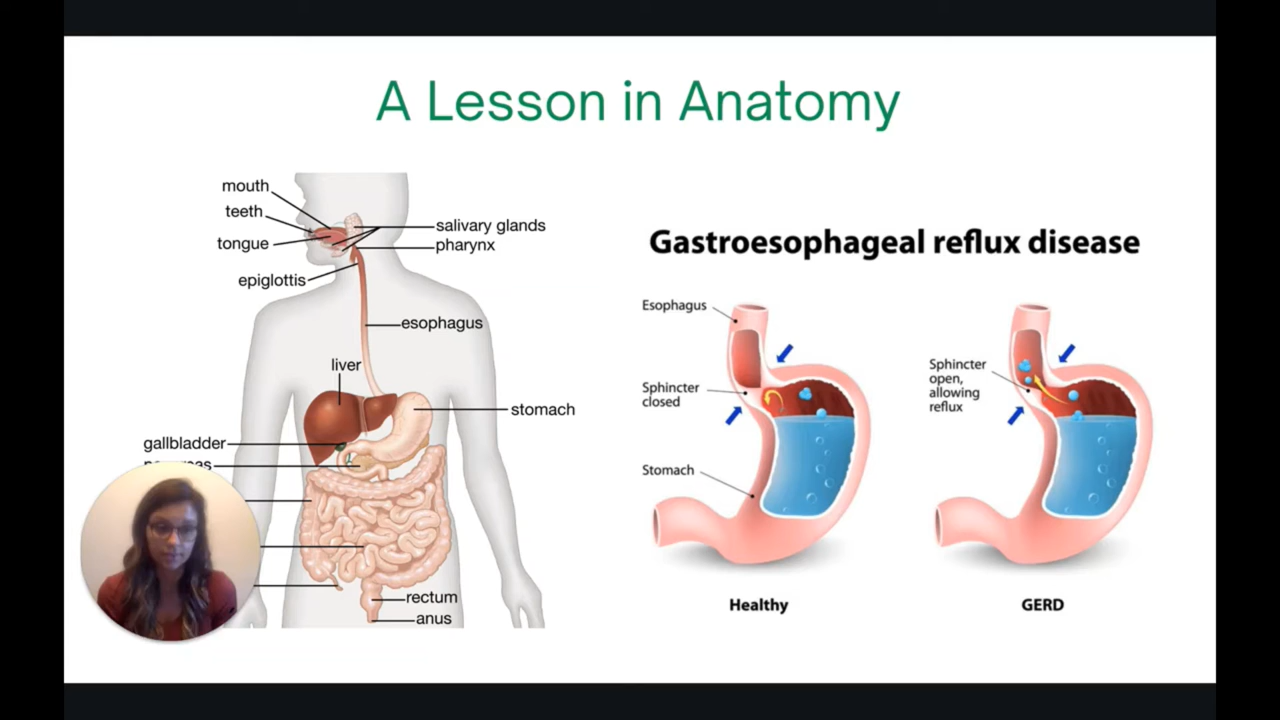 A Lesson in Anatomy
mouth
teeth
tongue
epiglottis
salivary glands
pharynx
esophagus
liver
stomach
gallbladder
pancreas
rectum
anus
Gastroesophageal reflux disease
Esophagus
Sphincter
closed
Stomach
Healthy
Sphincter
open,
allowing
reflux
GERD